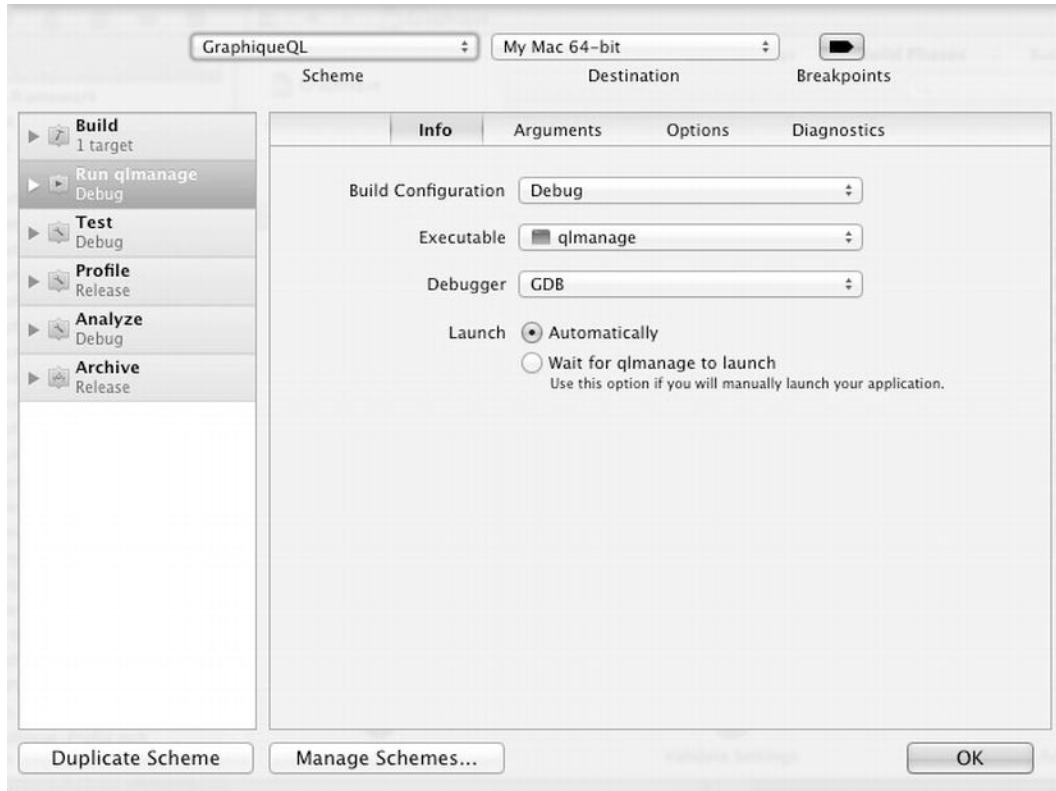 GraphiqueQL My Mac 64-bit
Scheme Destination Breakpoints
Build
1 target
Run qlmanage
Debug
Test
Debug
Profile
Release
Analyze
Debug
Archive
Release
Info Arguments Options Diagnostics
Build Configuration Debug
Executable qlmanage
Debugger GDB
Launch Automatically
Wait for qlmanage to launch
Use this option if you will manually launch your application.
Duplicate Scheme Manage Schemes... OK